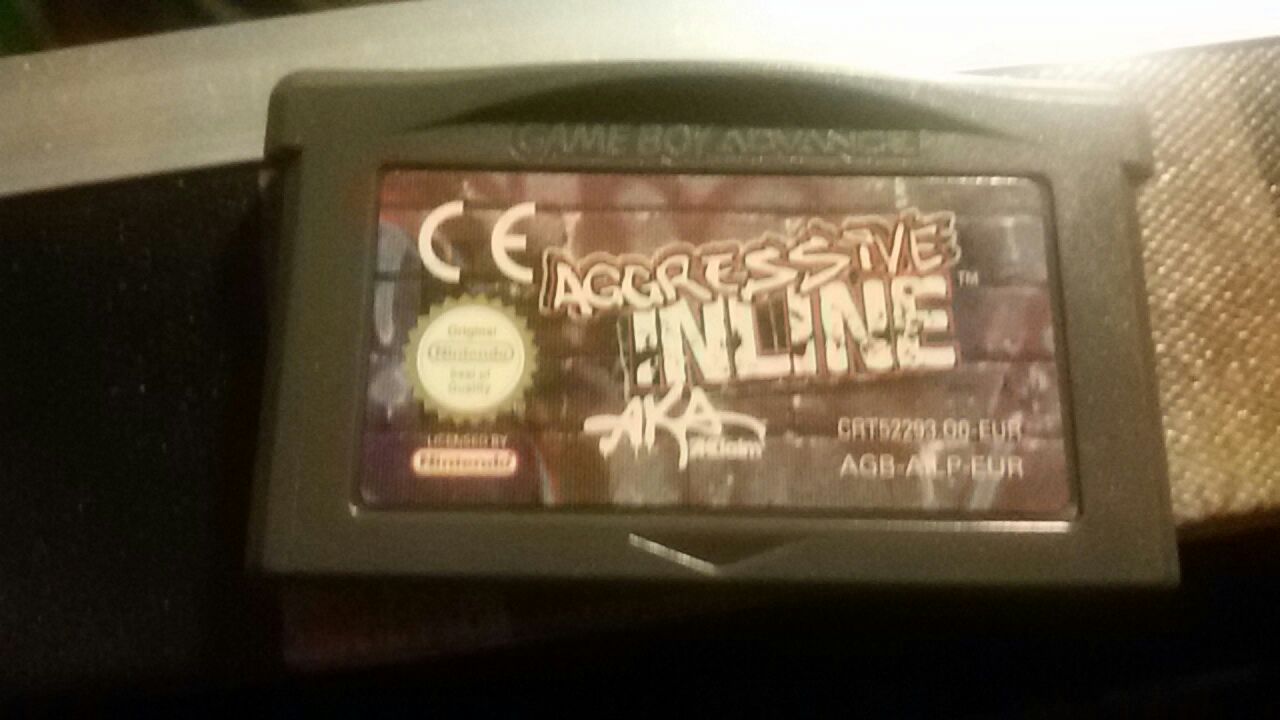 GAME BOY ADVANCE
CE
AGGRESSIVE
INLINE
TM
Original
Nintendo
Seal of
Quality
AKA
Acclaim
LICENSED BY
Nintendo
CRT52293.00-EUR
AGB-AILP-EUR